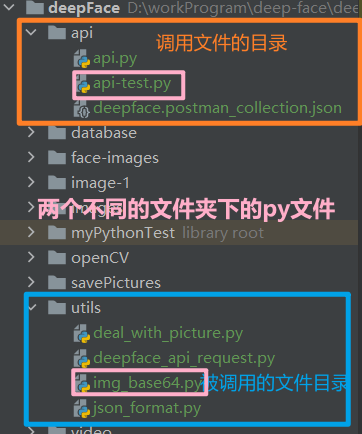 deepFace D:\workProgram\deep-face\dee
api
调用文件的目录
api.py
api-test.py
deepface.postman_collection.json
database
face-images
image-1
两个不同的文件夹下的py文件
myPythonTest library root
openCV
savePictures
utils
deal_with_picture.py
deepface_api_request.py
img_base64.py被调用的文件目录
json_format.py
video